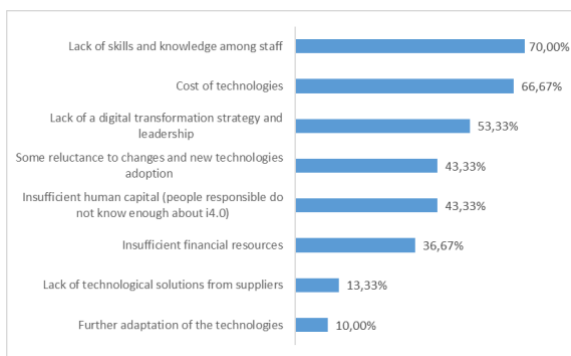 Lack of skills and knowledge among staff
70,00%
Cost of technologies
66,67%
Lack of a digital transformation strategy and
leadership
53,33%
Some reluctance to changes and new technologies
adoption
43,33%
Insufficient human capital (people responsible do
not know enough about i4.0)
43,33%
Insufficient financial resources
36,67%
Lack of technological solutions from suppliers
13,33%
Further adaptation of the technologies
10,00%